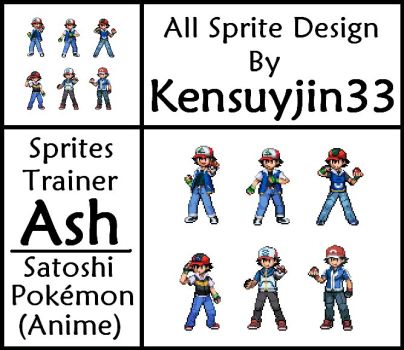 All Sprite Design
By
Kensuyjin33
Sprites
Trainer
Ash
Satoshi
Pokémon
(Anime)